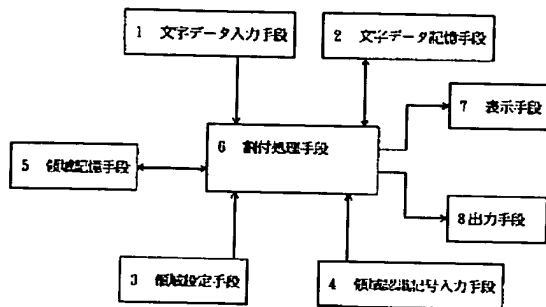 1 文字データ入力手段
2 文字データ記憶手段
7 表示手段
6 割付処理手段
5 領域記憶手段
8出力手段
3 領域設定手段
4 領域認識記号入力手段